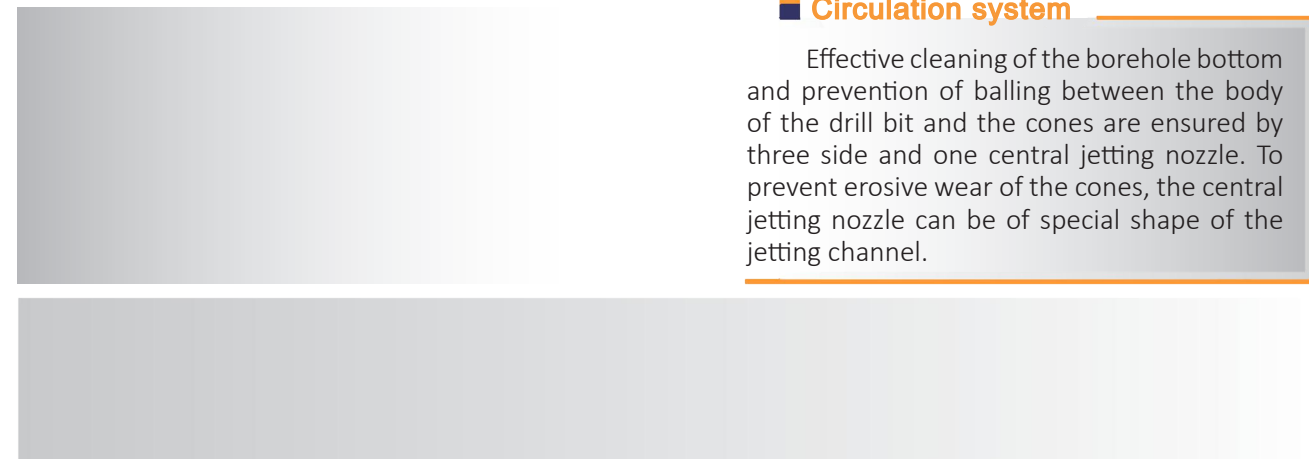 Circulation system
Effective cleaning of the borehole bottom
and prevention of balling between the body
of the drill bit and the cones are ensured by
three side and one central jetting nozzle. To
prevent erosive wear of the cones, the central
jetting nozzle can be of special shape of the
jetting channel.